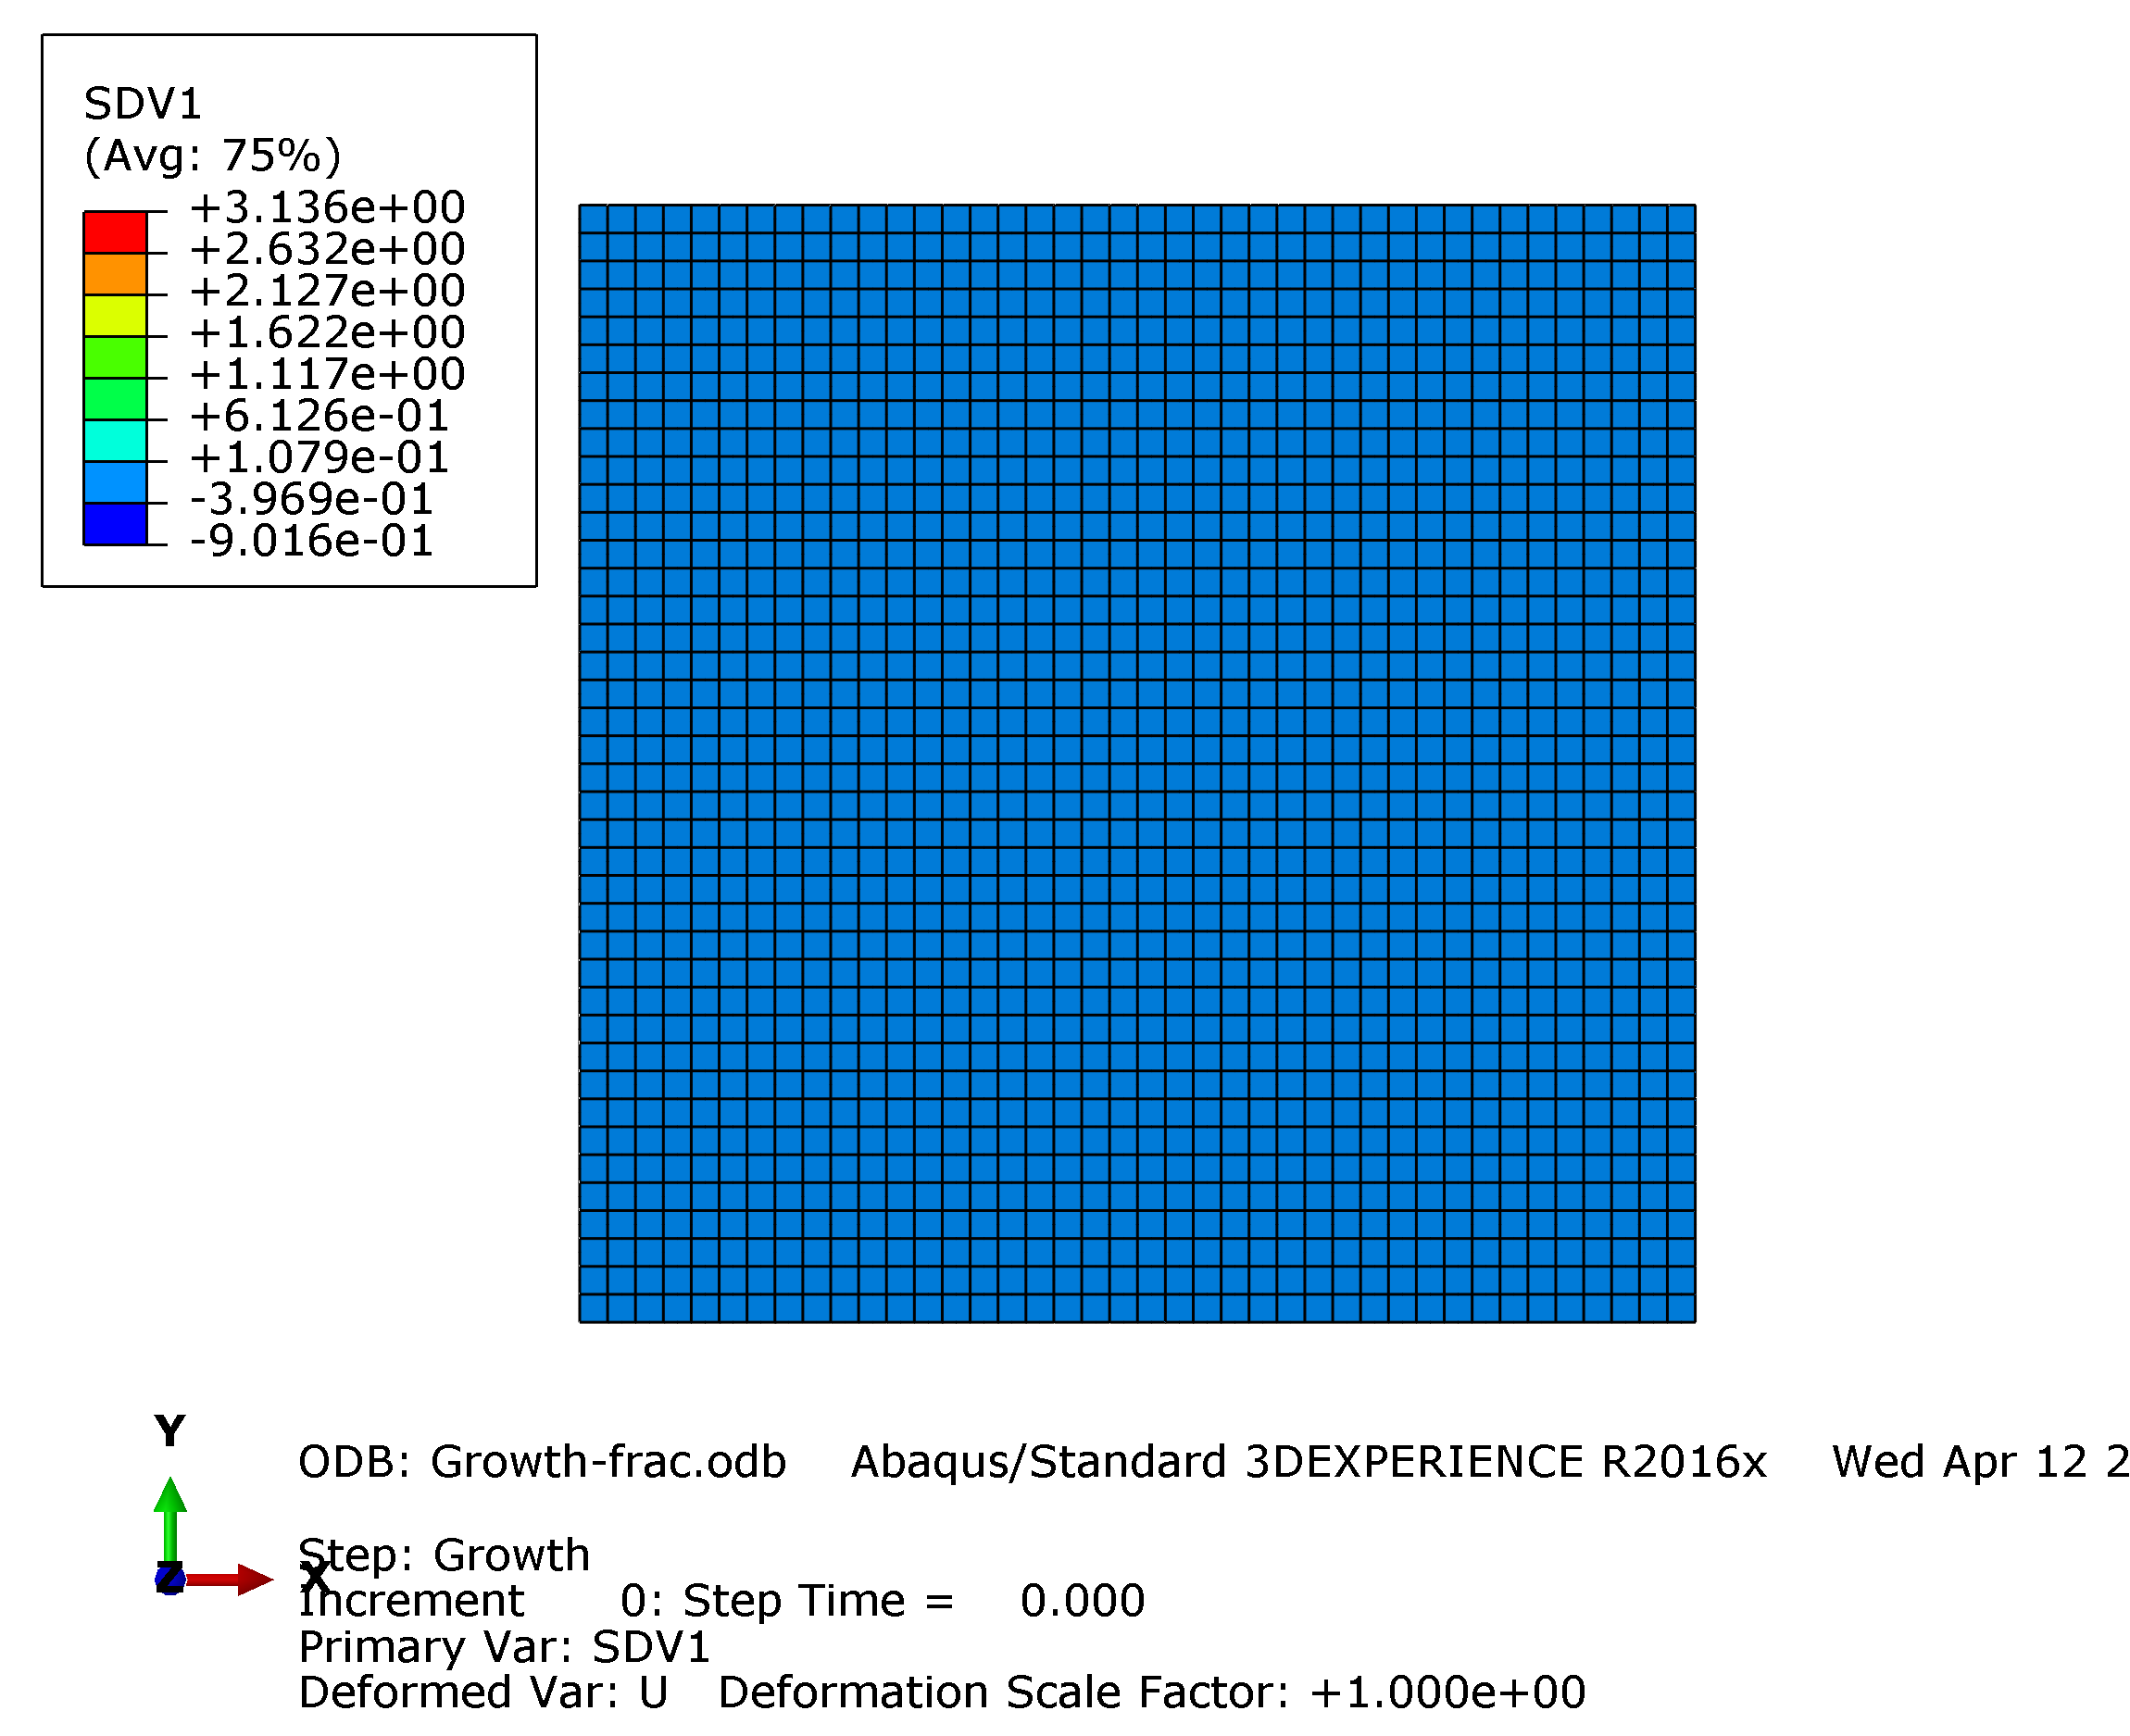 SDV1
(Avg: 75%)
+3.136e+00
+2.632e+00
+2.127e+00
+1.622e+00
+1.117e+00
+6.126e-01
+1.079e-01
-3.969e-01
-9.016e-01
Y
Z
X
ODB: Growth-frac.odb Abaqus/Standard 3DEXPERIENCE R2016x Wed Apr 12 2
Step: Growth
Increment 0: Step Time = 0.000
Primary Var: SDV1
Deformed Var: U Deformation Scale Factor: +1.000e+00